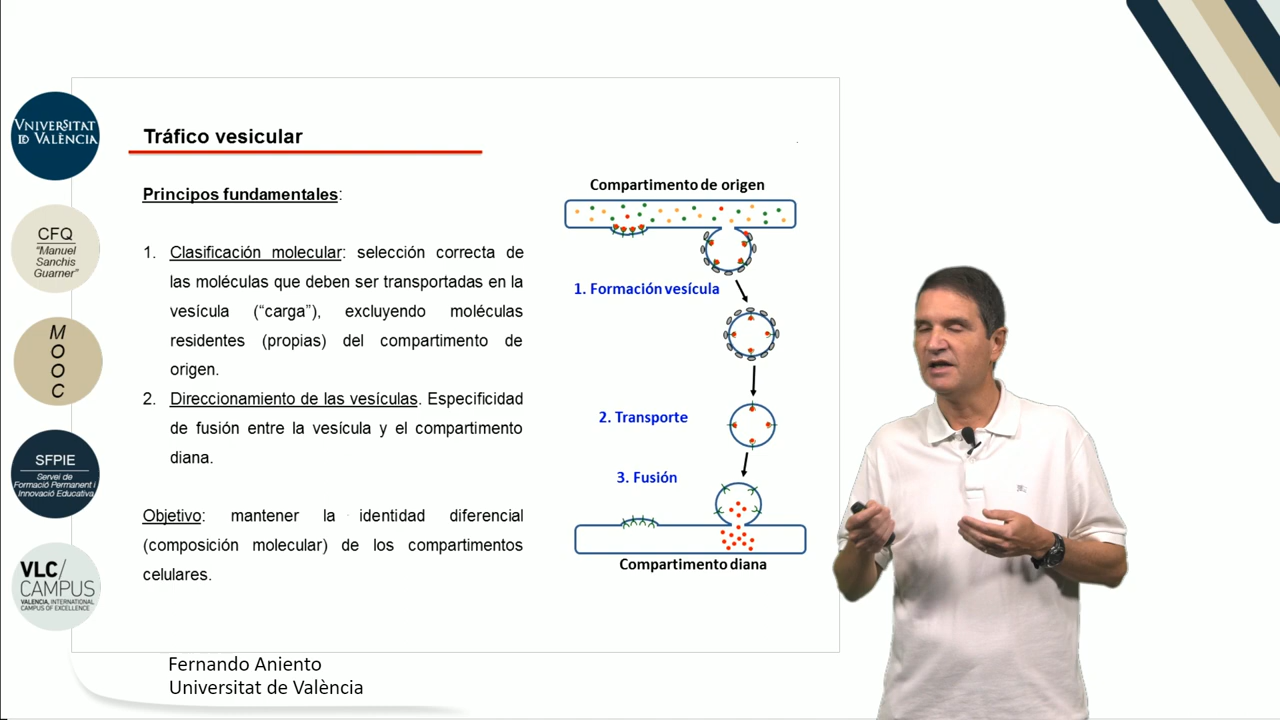 VNIVERSITAT
ID VALÈNCIA
CFQ
"Manuel
Sanchis
Guarner"
M
O
O
C
SFPIE
Servei de
Formació Permanent i
Innovació Educativa
VLC/
CAMPUS
VALENCIA, INTERNATIONAL
CAMPUS OF EXCELLENCE
Tráfico vesicular
Principos fundamentales:
1. Clasificación molecular: selección correcta de
las moléculas que deben ser transportadas en la
vesícula (“carga”), excluyendo moléculas
residentes (propias) del compartimento de
origen.
2. Direccionamiento de las vesículas. Especificidad
de fusión entre la vesícula y el compartimento
diana.
Objetivo: mantener la identidad diferencial
(composición molecular) de los compartimentos
celulares.
Compartimento de origen
1. Formación vesícula
2. Transporte
3. Fusión
Compartimento diana
Fernando Aniento
Universitat de València